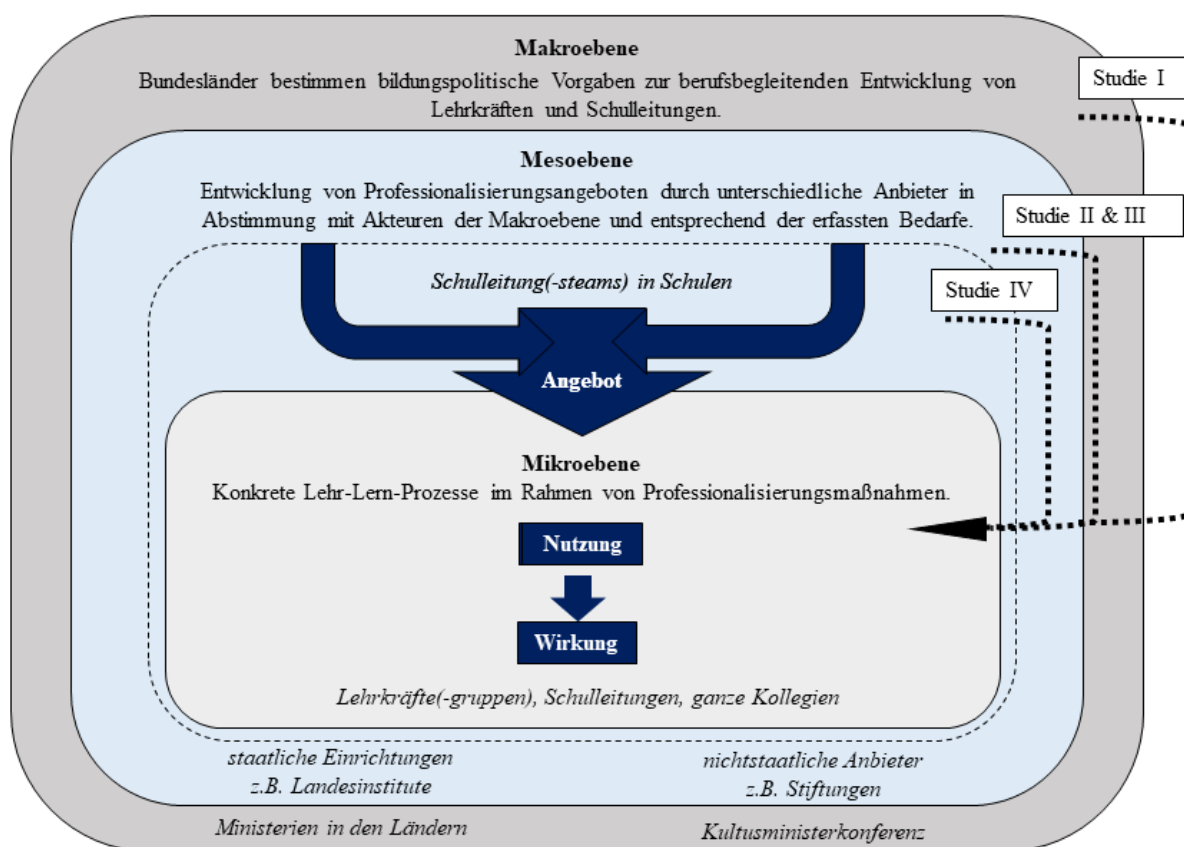 Makroebene
Bundesländer bestimmen bildungspolitische Vorgaben zur berufsbegleitenden Entwicklung von
Lehrkräften und Schulleitungen.
Studie I
Mesoebene
Entwicklung von Professionalisierungsangeboten durch unterschiedliche Anbieter in
Abstimmung mit Akteuren der Makroebene und entsprechend der erfassten Bedarfe.
Studie II & III
Schulleitung(-steams) in Schulen
Studie IV
Angebot
Mikroebene
Konkrete Lehr-Lern-Prozesse im Rahmen von Professionalisierungsmaßnahmen.
Nutzung
Wirkung
Lehrkräfte(-gruppen), Schulleitungen, ganze Kollegien
staatliche Einrichtungen
z.B. Landesinstitute
nichtstaatliche Anbieter
z.B. Stiftungen
Ministerien in den Ländern
Kultusministerkonferenz